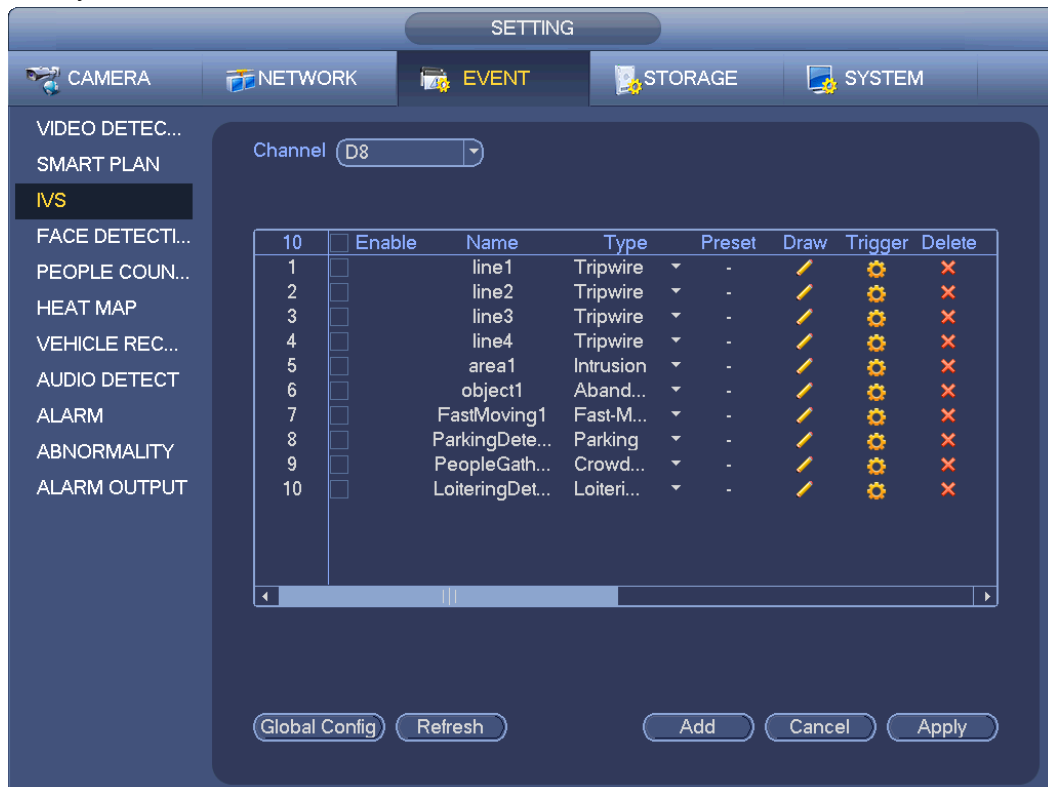 SETTING
CAMERA NETWORK EVENT STORAGE SYSTEM
VIDEO DETEC...
SMART PLAN
IVS
FACE DETECTI...
PEOPLE COUN...
HEAT MAP
VEHICLE REC...
AUDIO DETECT
ALARM
ABNORMALITY
ALARM OUTPUT
Channel D8
10 Enable Name Type Preset Draw Trigger Delete
1 line1 Tripwire -
2 line2 Tripwire -
3 line3 Tripwire -
4 line4 Tripwire -
5 area1 Intrusion -
6 object1 Aband... -
7 FastMoving1 Fast-M... -
8 ParkingDete... Parking -
9 PeopleGath... Crowd... -
10 LoiteringDet... Loiteri... -
Global Config Refresh Add Cancel Apply